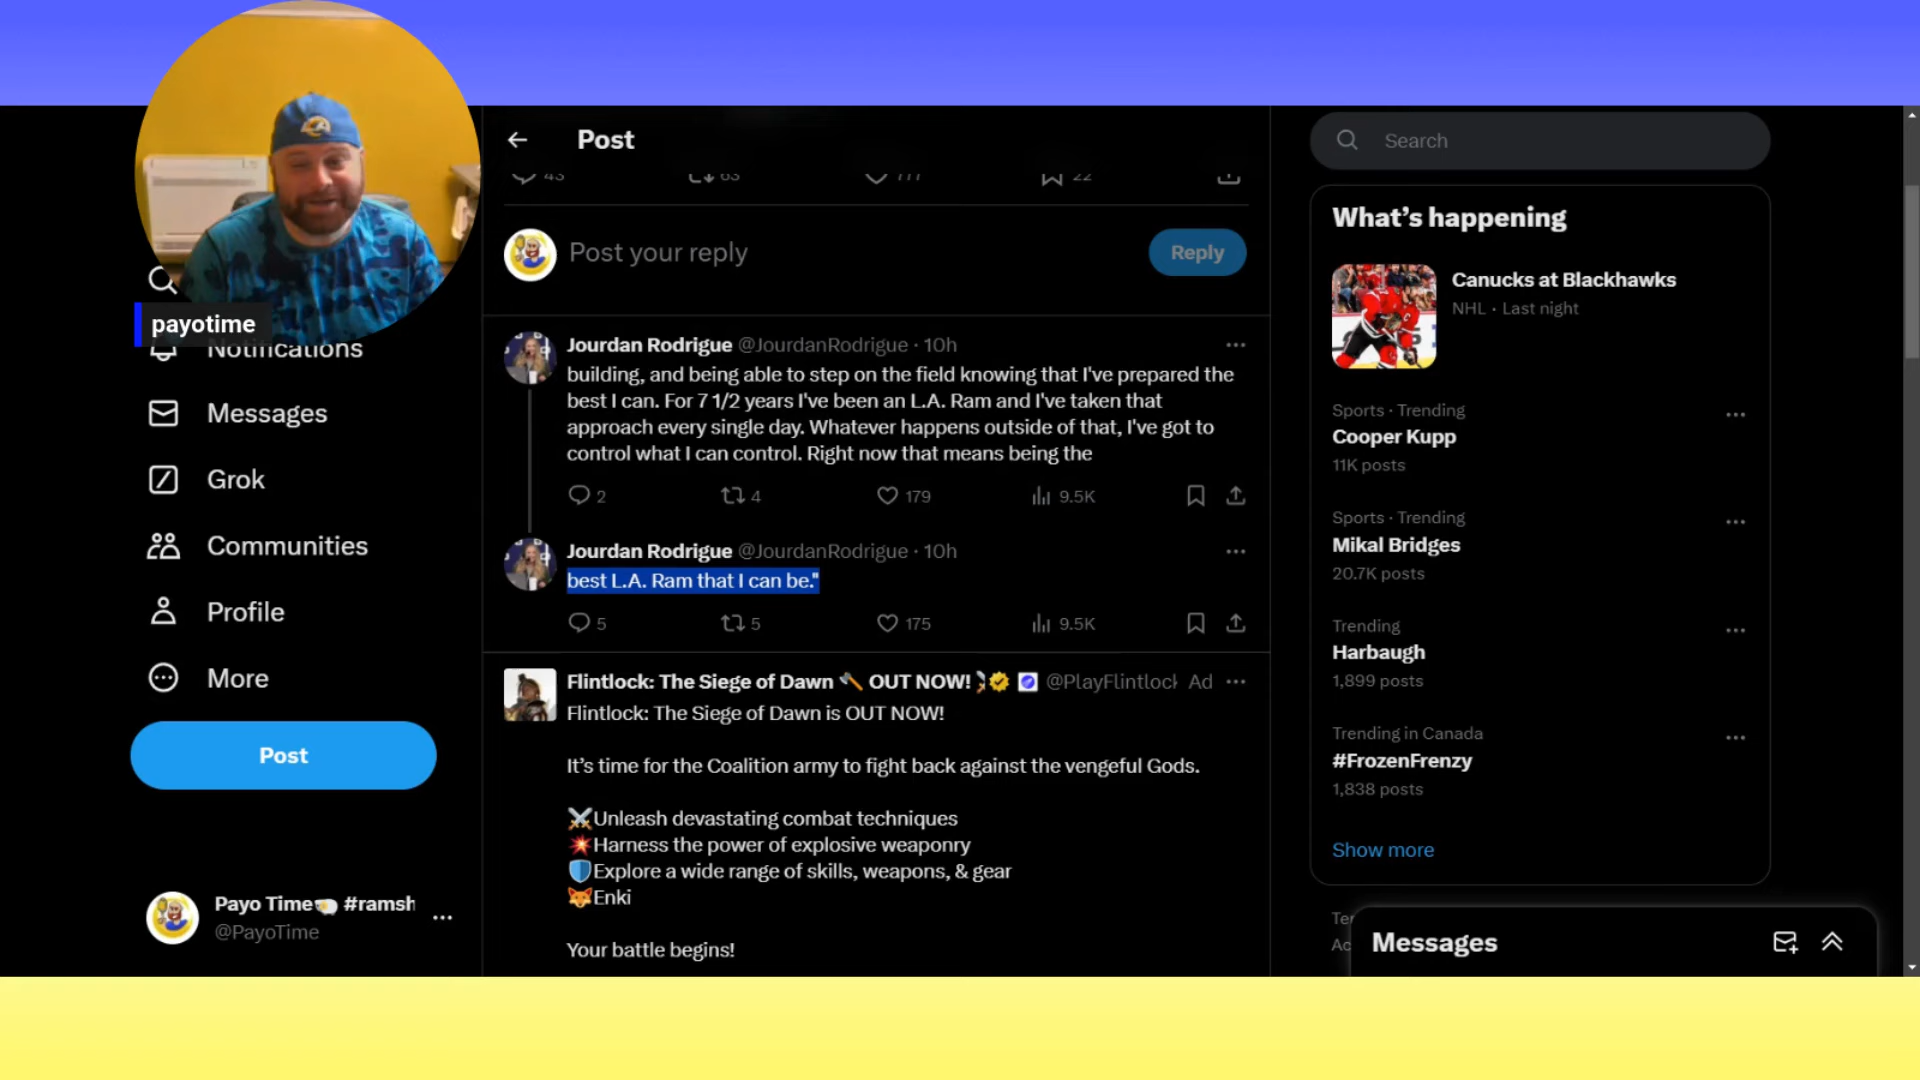 payotime
Notifications
Messages
Grok
Communities
Profile
More
Post
Payo Time🐏 #ramsh
@PayoTime
Post
43
63
777
22
Post your reply
Reply
Jourdan Rodrigue @JourdanRodrigue · 10h
building, and being able to step on the field knowing that I've prepared the
best I can. For 7 1/2 years I've been an L.A. Ram and I've taken that
approach every single day. Whatever happens outside of that, I've got to
control what I can control. Right now that means being the
2
4
179
9.5K
Jourdan Rodrigue @JourdanRodrigue · 10h
best L.A. Ram that I can be."
5
5
175
9.5K
Flintlock: The Siege of Dawn 🪓 OUT NOW! @PlayFlintlock Ad
Flintlock: The Siege of Dawn is OUT NOW!
It's time for the Coalition army to fight back against the vengeful Gods.
⚔️Unleash devastating combat techniques
💥Harness the power of explosive weaponry
🛡️Explore a wide range of skills, weapons, & gear
🦊Enki
Your battle begins!
Search
What's happening
Canucks at Blackhawks
NHL · Last night
Sports · Trending
Cooper Kupp
11K posts
Sports · Trending
Mikal Bridges
20.7K posts
Trending
Harbaugh
1,899 posts
Trending in Canada
#FrozenFrenzy
1,838 posts
Show more
Messages